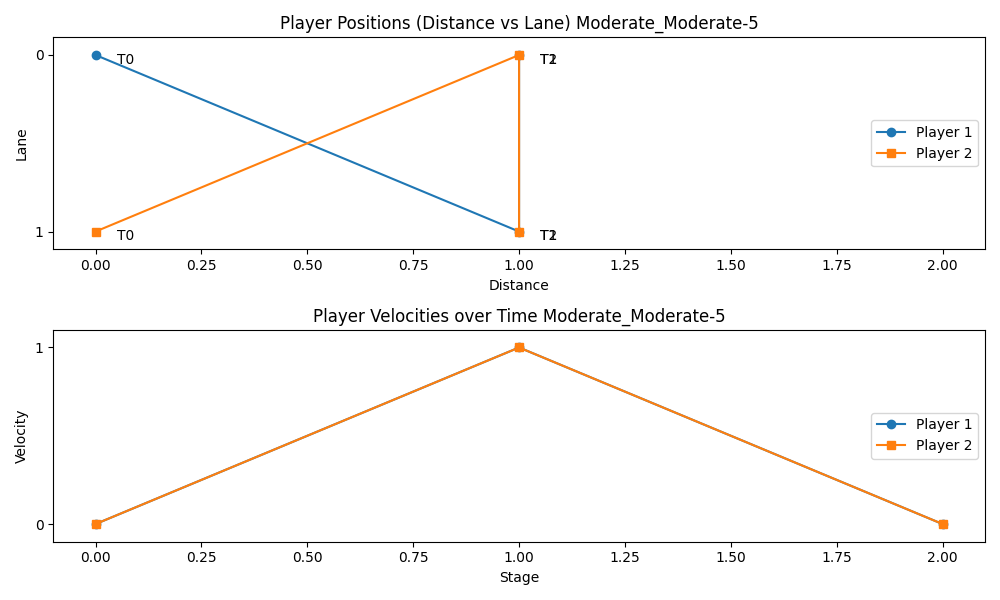 Player Positions (Distance vs Lane) Moderate_Moderate-5
Lane
0
1
T0
T0
Player 1
Player 2
0.00 0.25 0.50 0.75 1.00 1.25 1.50 1.75 2.00
Distance
Player Velocities over Time Moderate_Moderate-5
Velocity
1
0
Player 1
Player 2
0.00 0.25 0.50 0.75 1.00 1.25 1.50 1.75 2.00
Stage